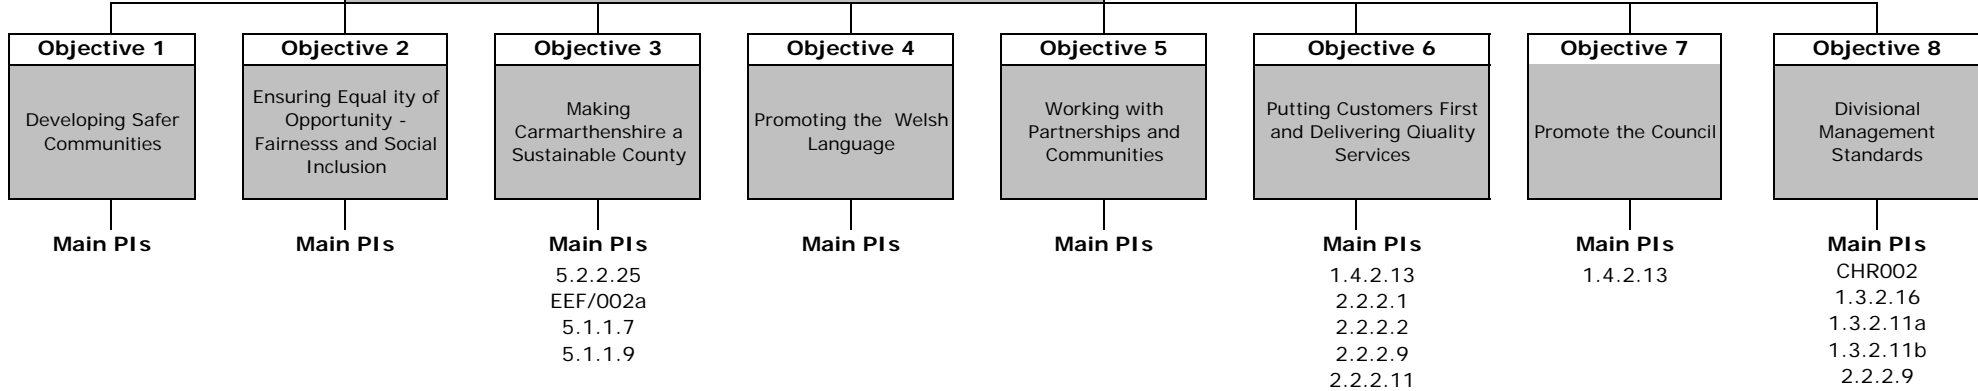 Objective 1
Developing Safer
Communities
Main PIs
Objective 2
Ensuring Equal ity of
Opportunity -
Fairnesss and Social
Inclusion
Main PIs
Objective 3
Making
Carmarthenshire a
Sustainable County
Main PIs
5.2.2.25
EEF/002a
5.1.1.7
5.1.1.9
Objective 4
Promoting the Welsh
Language
Main PIs
Objective 5
Working with
Partnerships and
Communities
Main PIs
Objective 6
Putting Customers First
and Delivering Qiuality
Services
Main PIs
1.4.2.13
2.2.2.1
2.2.2.2
2.2.2.9
2.2.2.11
Objective 7
Promote the Council
Main PIs
1.4.2.13
Objective 8
Divisional
Management
Standards
Main PIs
CHR002
1.3.2.16
1.3.2.11a
1.3.2.11b
2.2.2.9